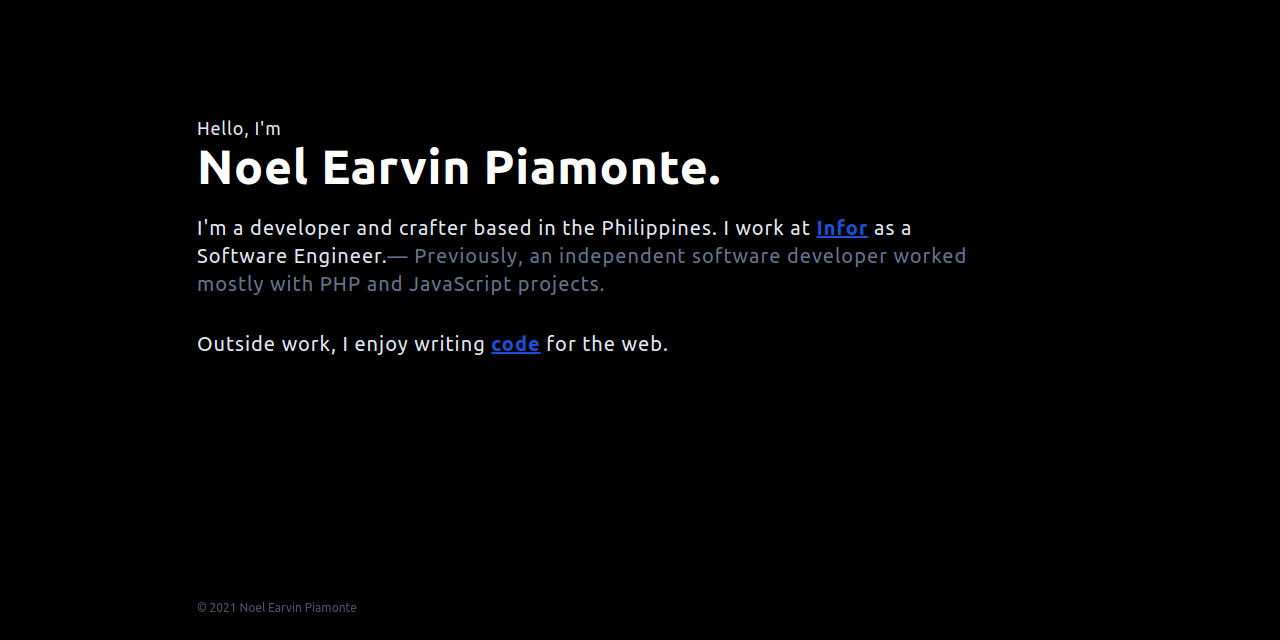 Hello, I'm
Noel Earvin Piamonte.
I'm a developer and crafter based in the Philippines. I work at Infor as a
Software Engineer.— Previously, an independent software developer worked
mostly with PHP and JavaScript projects.
Outside work, I enjoy writing code for the web.
© 2021 Noel Earvin Piamonte